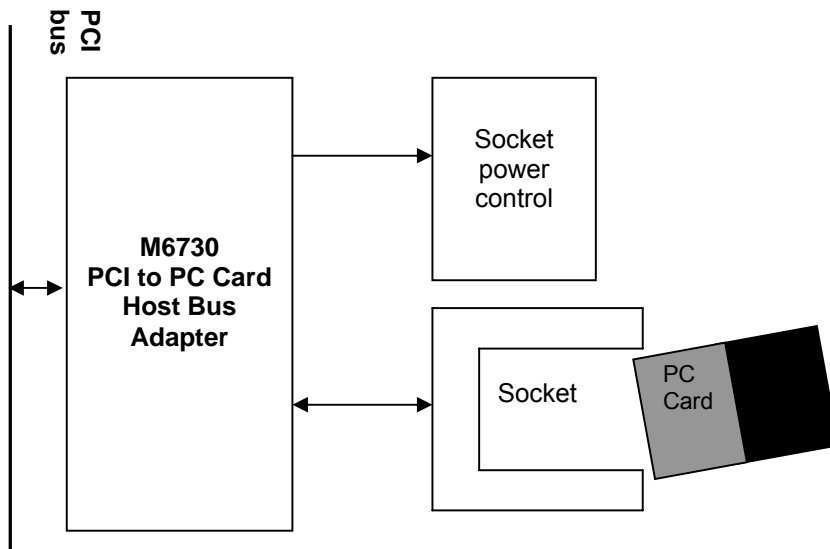 PCI
bus
M6730
PCI to PC Card
Host Bus
Adapter
Socket
power
control
Socket
PC
Card